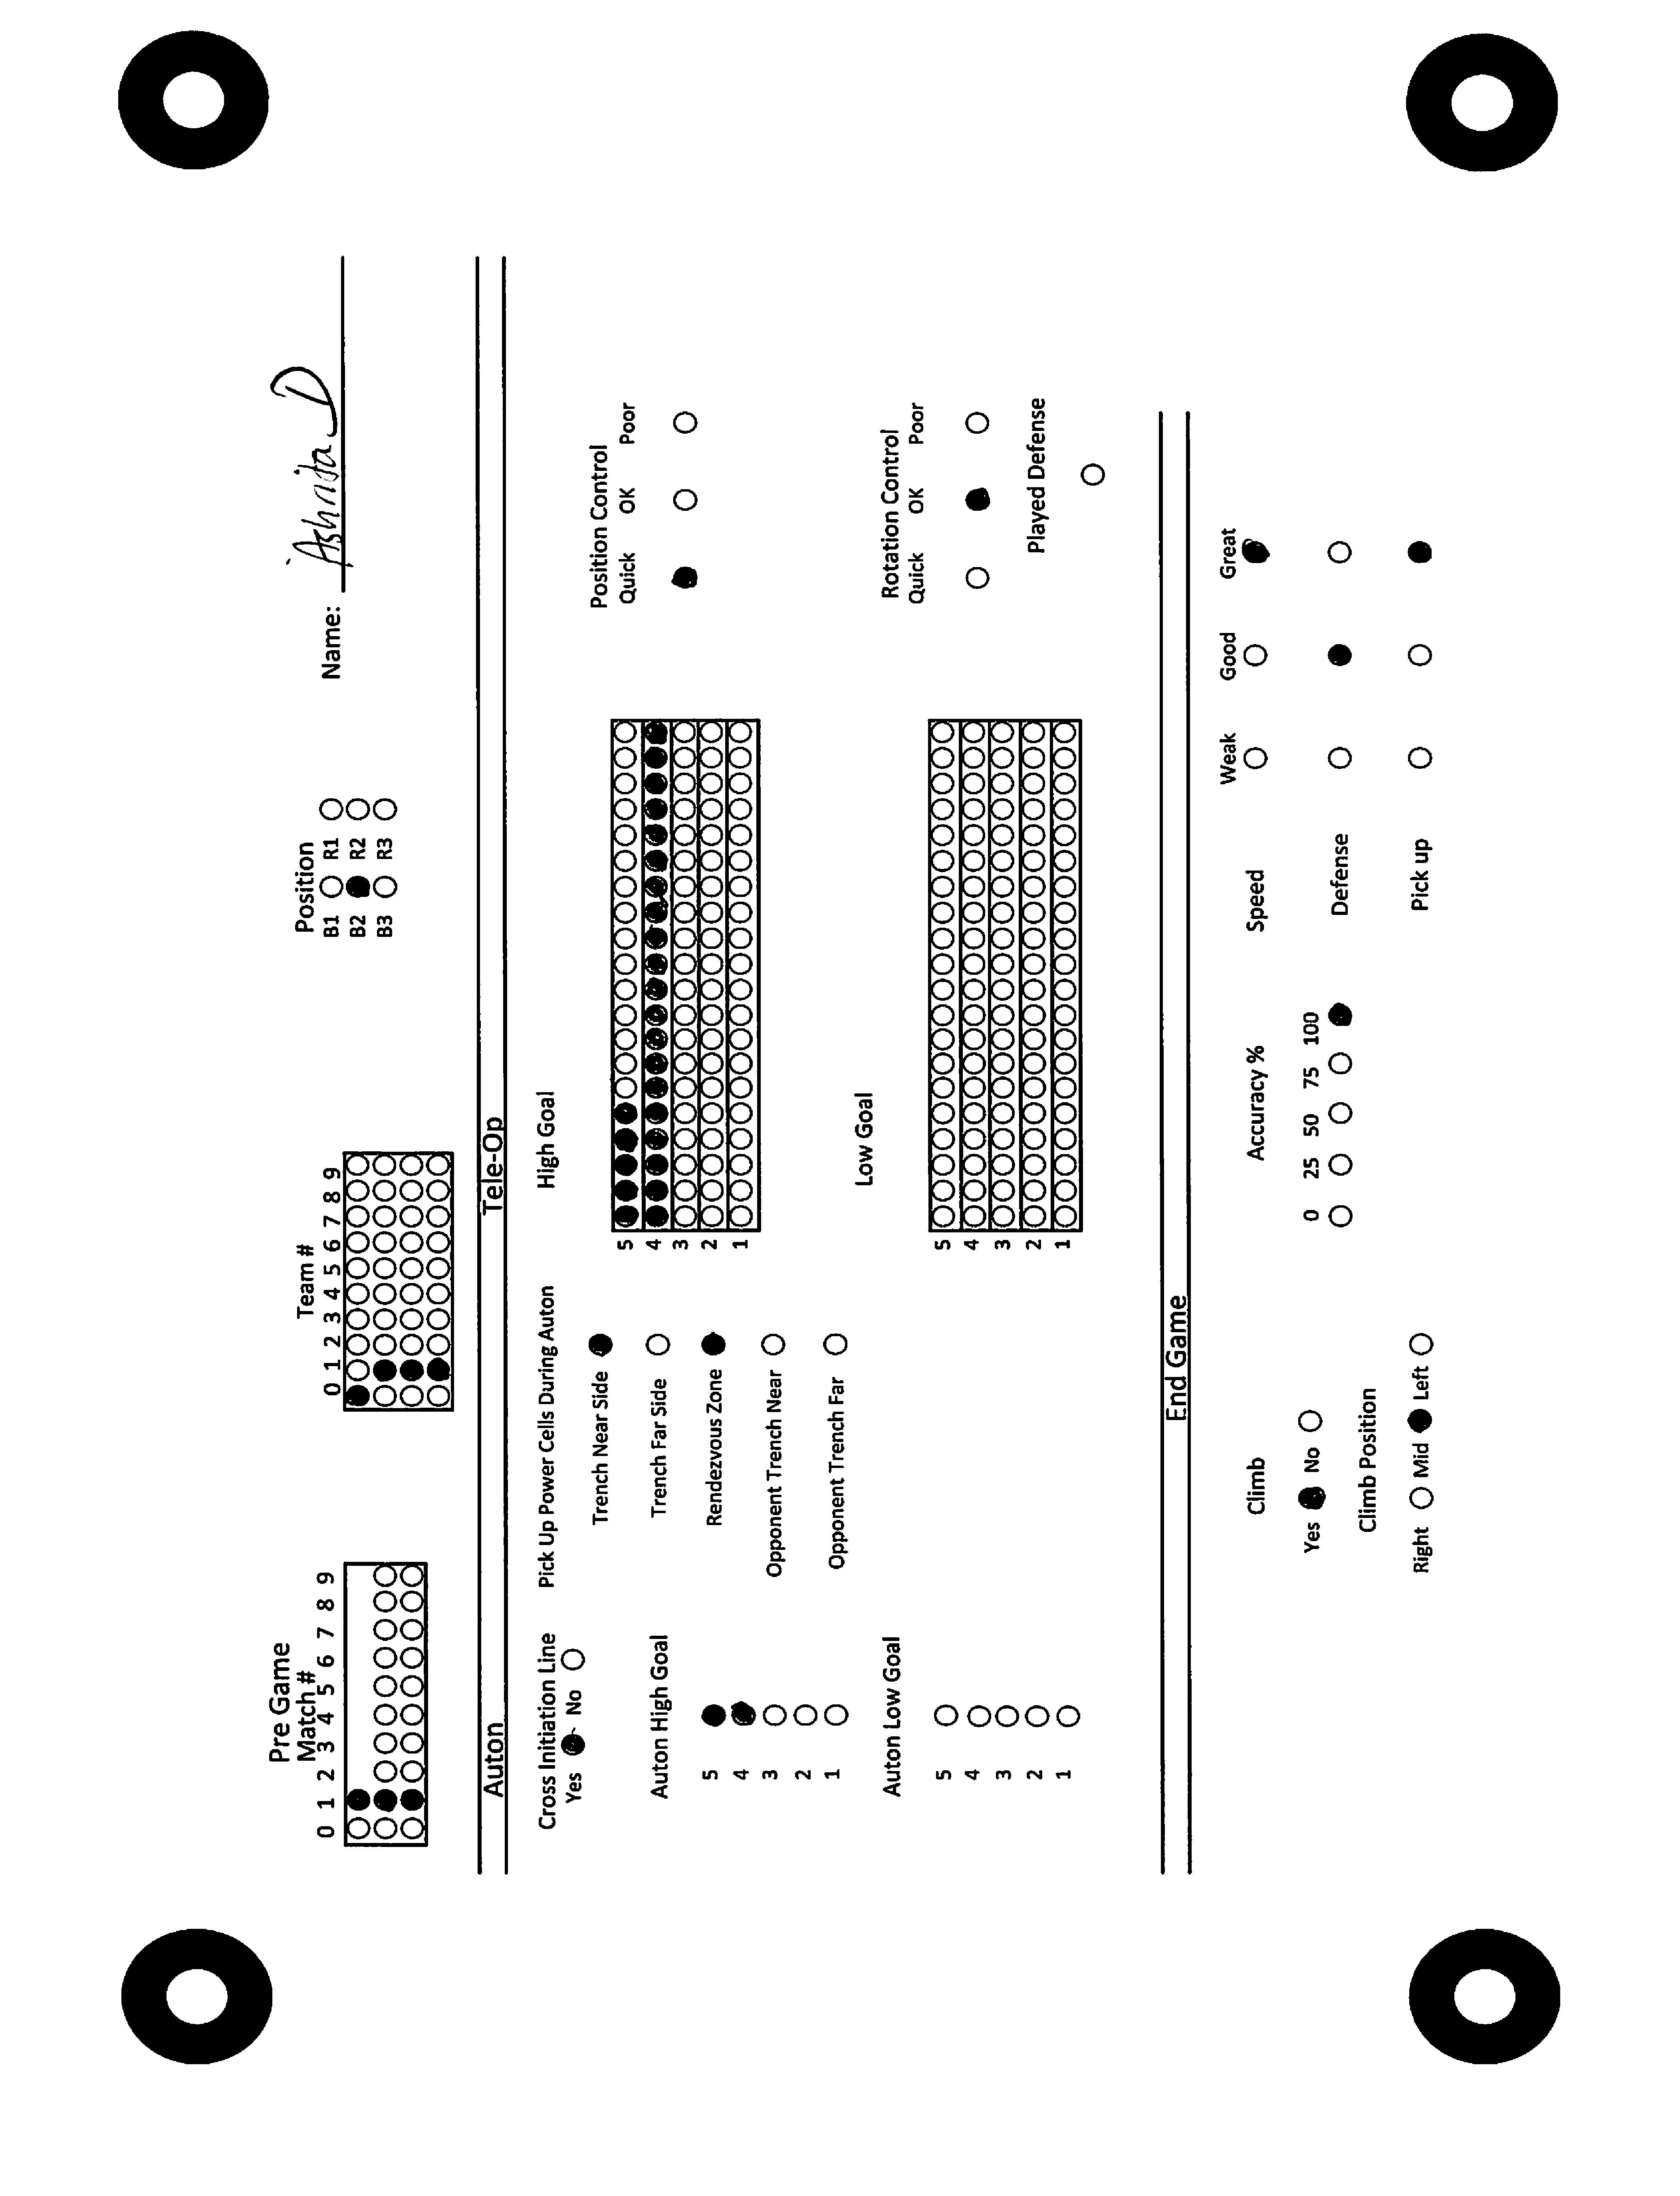 Pre Game
Match #
0 1 2 3 4 5 6 7 8 9
Team #
0 1 2 3 4 5 6 7 8 9
Position
B1 R1
B2 R2
B3 R3
Name: Ashrita D
Auton
Tele-Op
Cross Initiation Line
Yes No
Auton High Goal
5
4
3
2
1
Auton Low Goal
5
4
3
2
1
Pick Up Power Cells During Auton
Trench Near Side
Trench Far Side
Rendezvous Zone
Opponent Trench Near
Opponent Trench Far
High Goal
5
4
3
2
1
Low Goal
5
4
3
2
1
Position Control
Quick OK Poor
Rotation Control
Quick OK Poor
Played Defense
End Game
Climb
Yes No
Climb Position
Right Mid Left
Accuracy %
0 25 50 75 100
Weak Good Great
Speed
Defense
Pick up